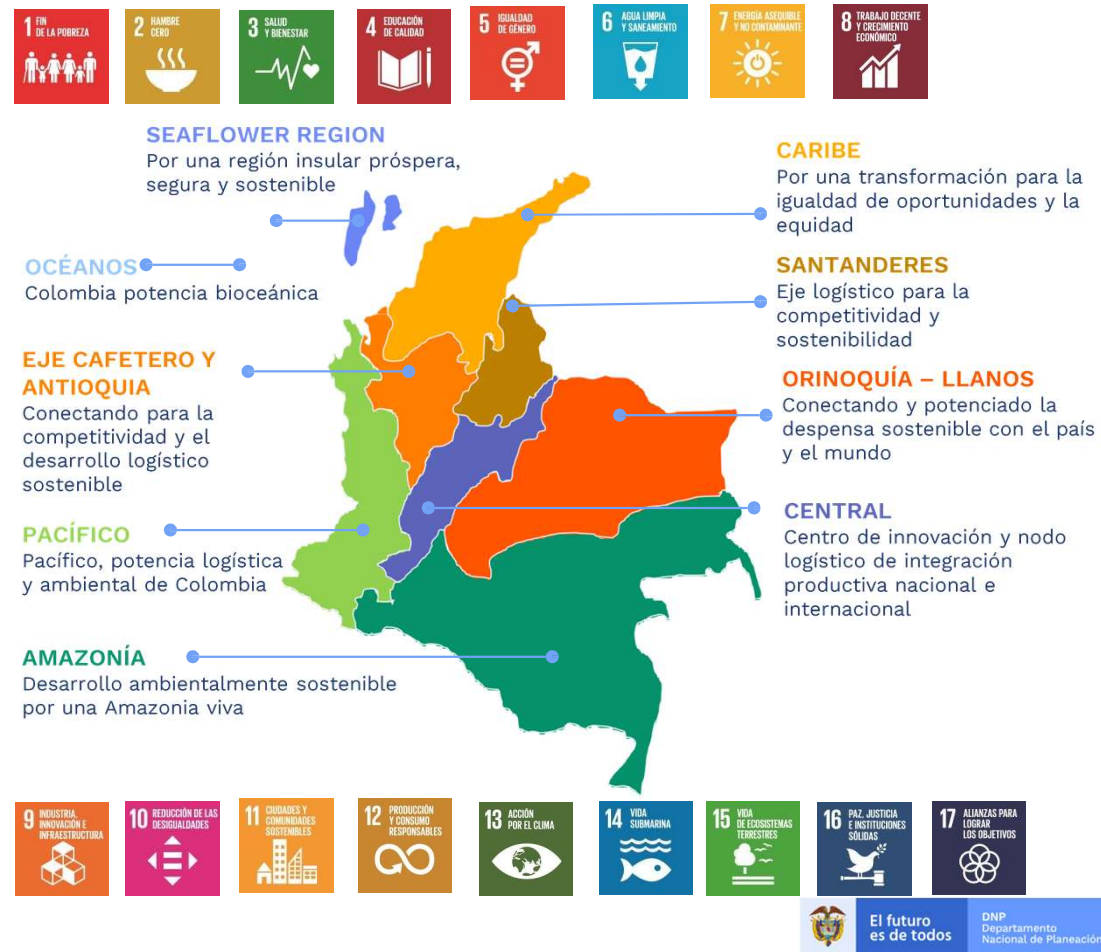 1 FIN
DE LA POBREZA
2 HAMBRE
CERO
3 SALUD
Y BIENESTAR
4 EDUCACIÓN
DE CALIDAD
5 IGUALDAD
DE GÉNERO
6 AGUA LIMPIA
Y SANEAMIENTO
7 ENERGÍA ASEQUIBLE
Y NO CONTAMINANTE
8 TRABAJO DECENTE
Y CRECIMIENTO
ECONÓMICO
SEAFLOWER REGION
Por una región insular próspera,
segura y sostenible
OCÉANOS
Colombia potencia bioceánica
EJE CAFETERO Y
ANTIOQUIA
Conectando para la
competitividad y el
desarrollo logístico
sostenible
PACÍFICO
Pacífico, potencia logística
y ambiental de Colombia
AMAZONÍA
Desarrollo ambientalmente sostenible
por una Amazonia viva
CARIBE
Por una transformación para la
igualdad de oportunidades y la
equidad
SANTANDERES
Eje logístico para la
competitividad y
sostenibilidad
ORINOQUÍA – LLANOS
Conectando y potenciado la
despensa sostenible con el país
y el mundo
CENTRAL
Centro de innovación y nodo
logístico de integración
productiva nacional e
internacional
9 INDUSTRIA,
INNOVACIÓN E
INFRAESTRUCTURA
10 REDUCCIÓN DE LAS
DESIGUALDADES
11 CIUDADES Y
COMUNIDADES
SOSTENIBLES
12 PRODUCCIÓN
Y CONSUMO
RESPONSABLES
13 ACCIÓN
POR EL CLIMA
14 VIDA
SUBMARINA
15 VIDA
DE ECOSISTEMAS
TERRESTRES
16 PAZ, JUSTICIA
E INSTITUCIONES
SÓLIDAS
17 ALIANZAS PARA
LOGRAR
LOS OBJETIVOS
El futuro
es de todos
DNP
Departamento
Nacional de Planeación